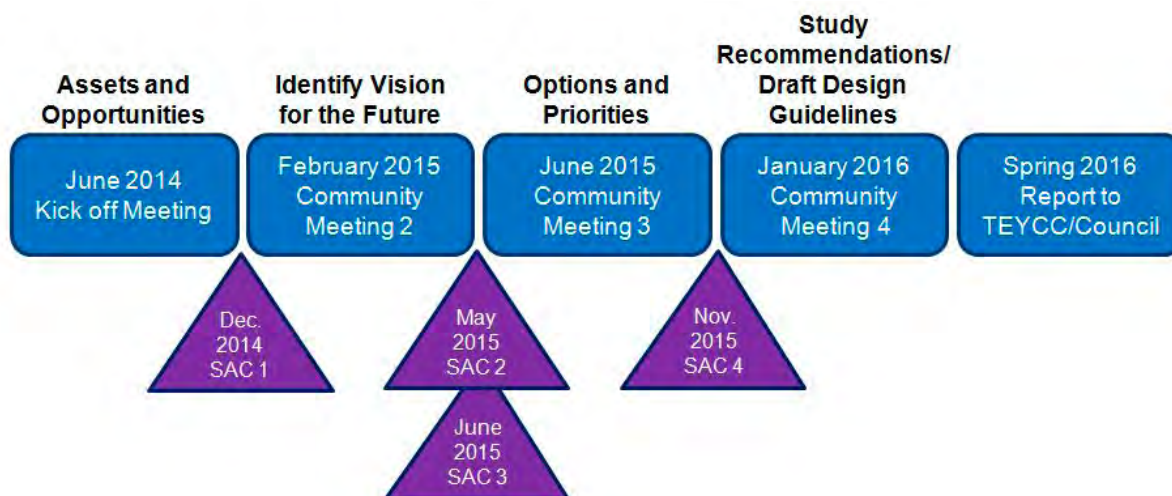 Assets and
Opportunities
Identify Vision
for the Future
Options and
Priorities
Study
Recommendations/
Draft Design
Guidelines
June 2014
Kick off Meeting
February 2015
Community
Meeting 2
June 2015
Community
Meeting 3
January 2016
Community
Meeting 4
Spring 2016
Report to
TEYCC/Council
Dec.
2014
SAC 1
May
2015
SAC 2
Nov.
2015
SAC 4
June
2015
SAC 3